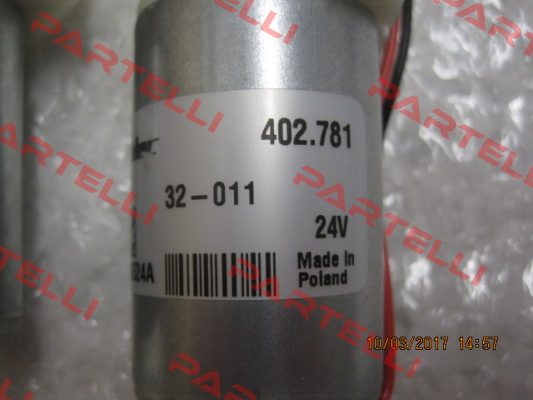 402.781
32-011
24V
324A
Made in
Poland
10/03/2017 14:57
PARTELLI
PARTELLI
PARTELLI
PARTELLI
PARTELLI
PARTELLI